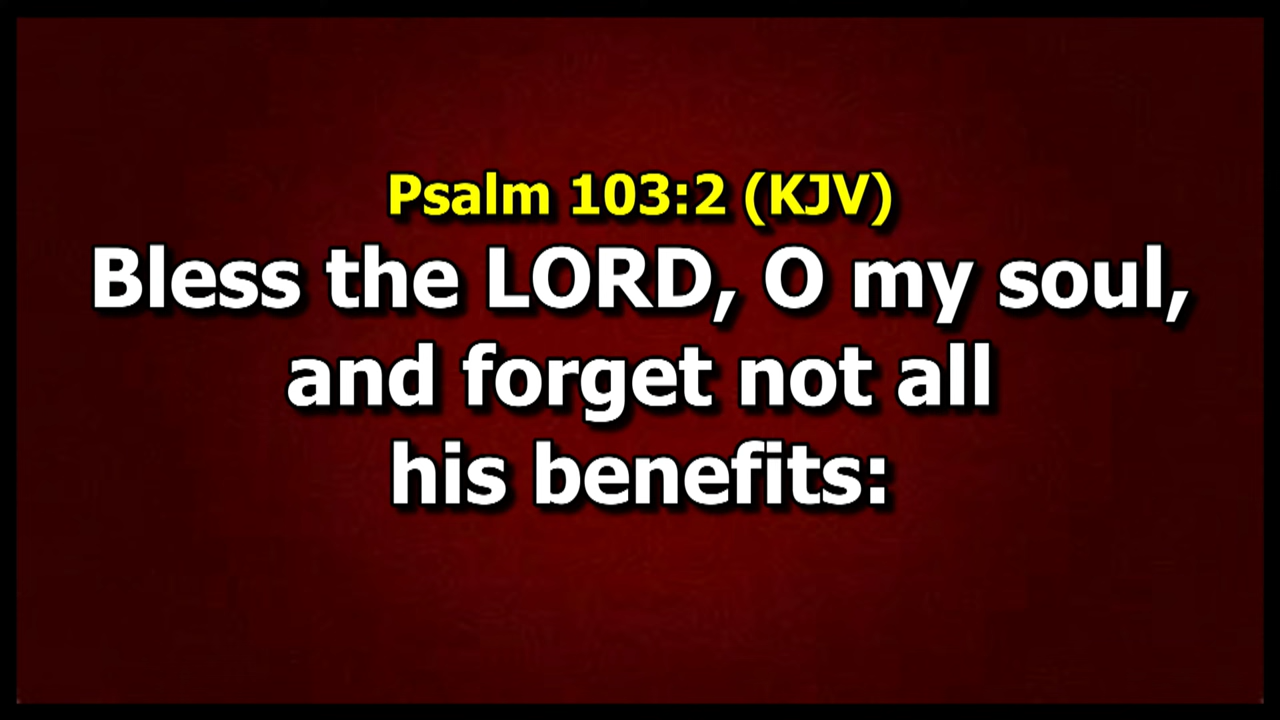 Psalm 103:2 (KJV)
Bless the LORD, O my soul,
and forget not all
his benefits: